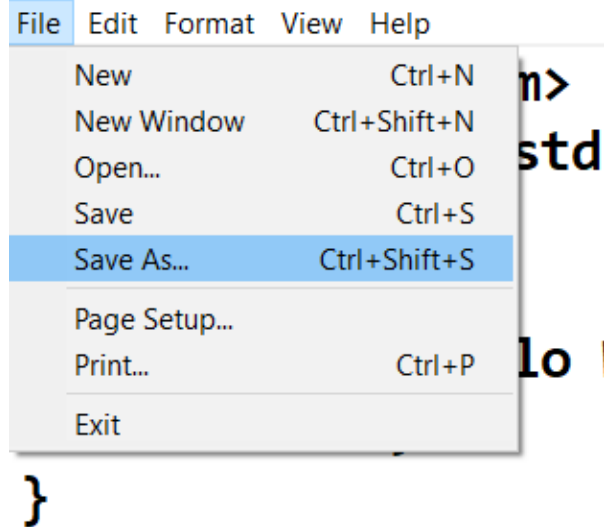 File Edit Format View Help
New Ctrl+N
New Window Ctrl+Shift+N
Open... Ctrl+O
Save Ctrl+S
Save As... Ctrl+Shift+S
Page Setup...
Print... Ctrl+P
Exit
m>
std
lo
}